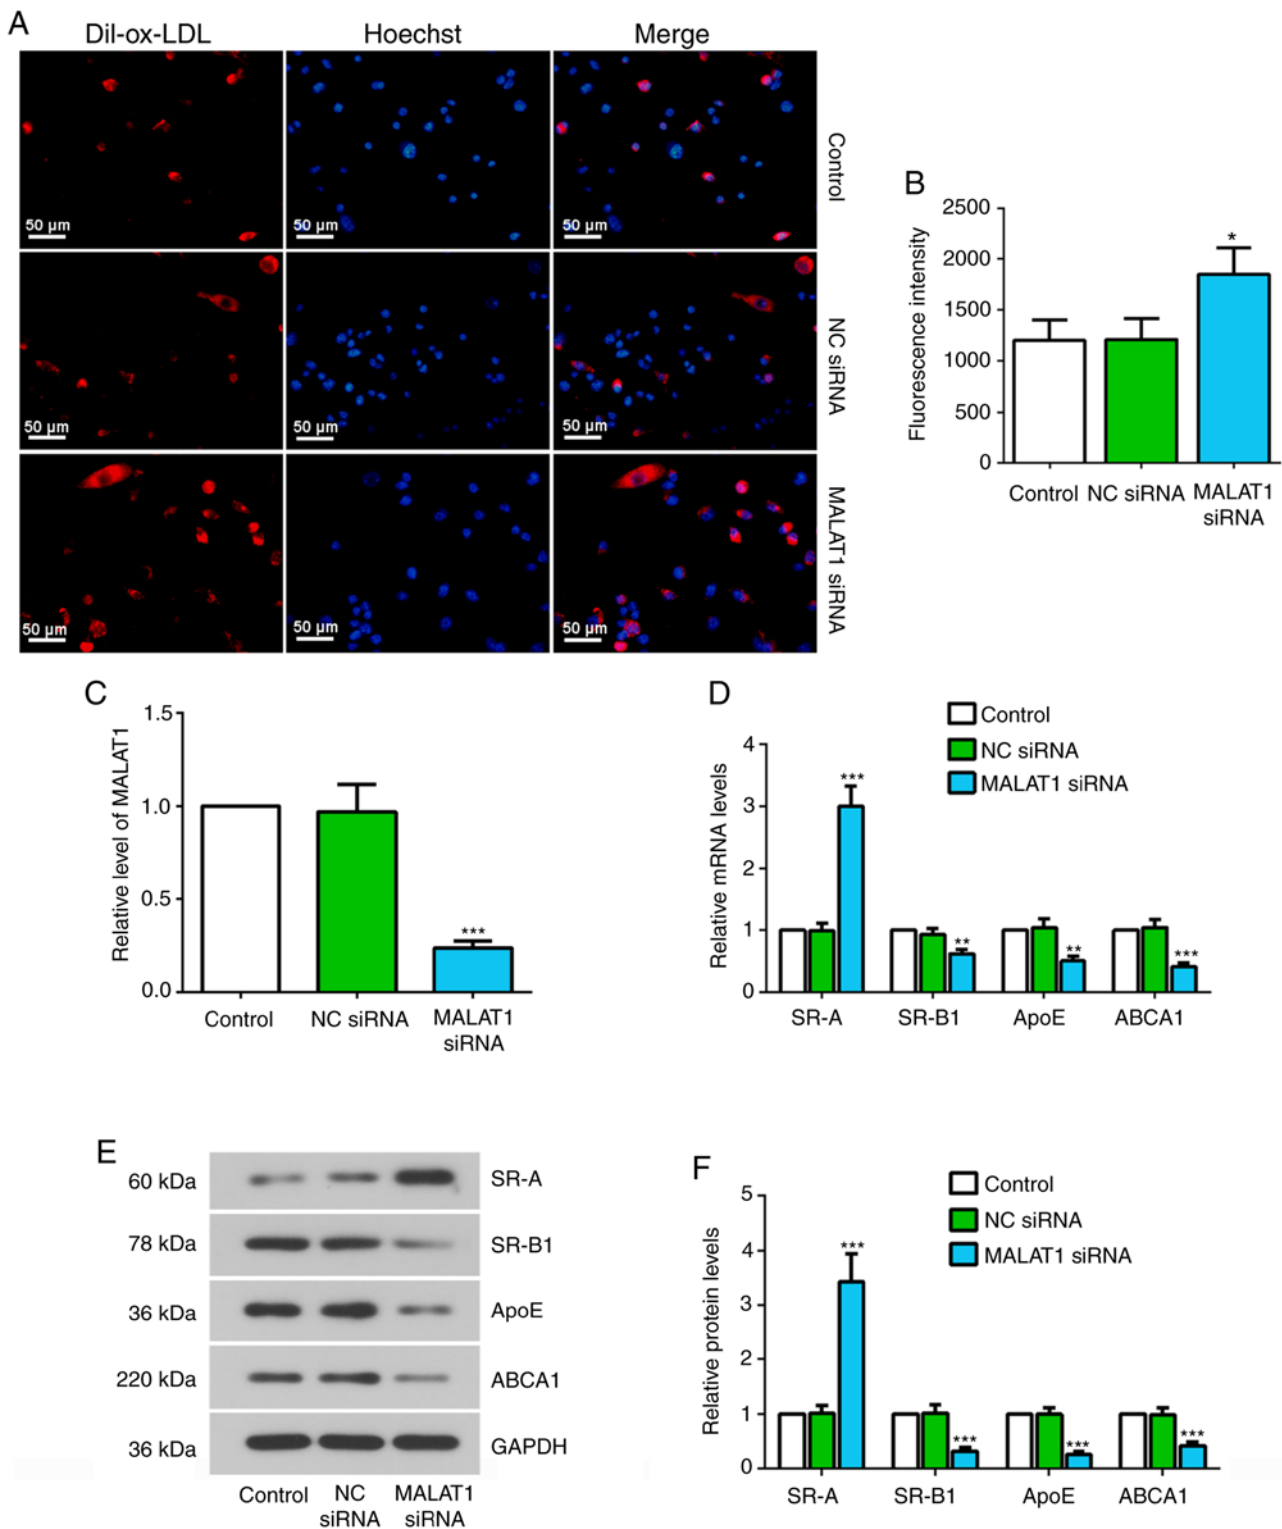 A
Dil-ox-LDL Hoechst Merge
50 µm 50 µm 50 µm
Control
50 µm 50 µm 50 µm
NC siRNA
50 µm 50 µm 50 µm
MALAT1 siRNA
B
Fluorescence intensity
2500
2000
1500
1000
500
0
*
Control NC siRNA MALAT1
siRNA
C
Relative level of MALAT1
1.5
1.0
0.5
0.0
***
Control NC siRNA MALAT1
siRNA
D
Control
NC siRNA
MALAT1 siRNA
Relative mRNA levels
4
3
2
1
0
***
**
**
***
SR-A SR-B1 ApoE ABCA1
E
60 kDa SR-A
78 kDa SR-B1
36 kDa ApoE
220 kDa ABCA1
36 kDa GAPDH
Control NC MALAT1
siRNA siRNA
F
Control
NC siRNA
MALAT1 siRNA
Relative protein levels
5
4
3
2
1
0
***
***
***
***
SR-A SR-B1 ApoE ABCA1